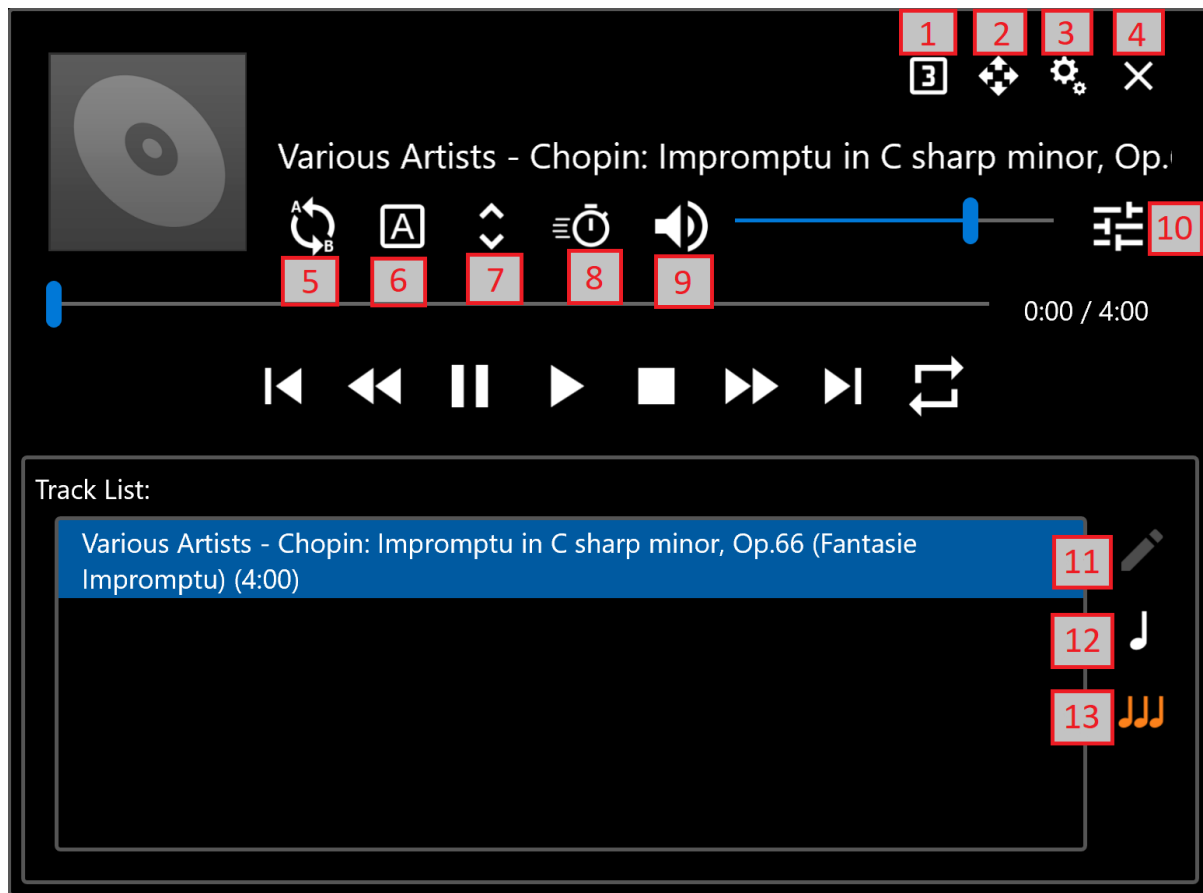 1 2 3 4
3
Various Artists - Chopin: Impromptu in C sharp minor, Op.
A B A
10
5 6 7 8 9
0:00 / 4:00
Track List:
Various Artists - Chopin: Impromptu in C sharp minor, Op.66 (Fantasie
Impromptu) (4:00)
11
12
13